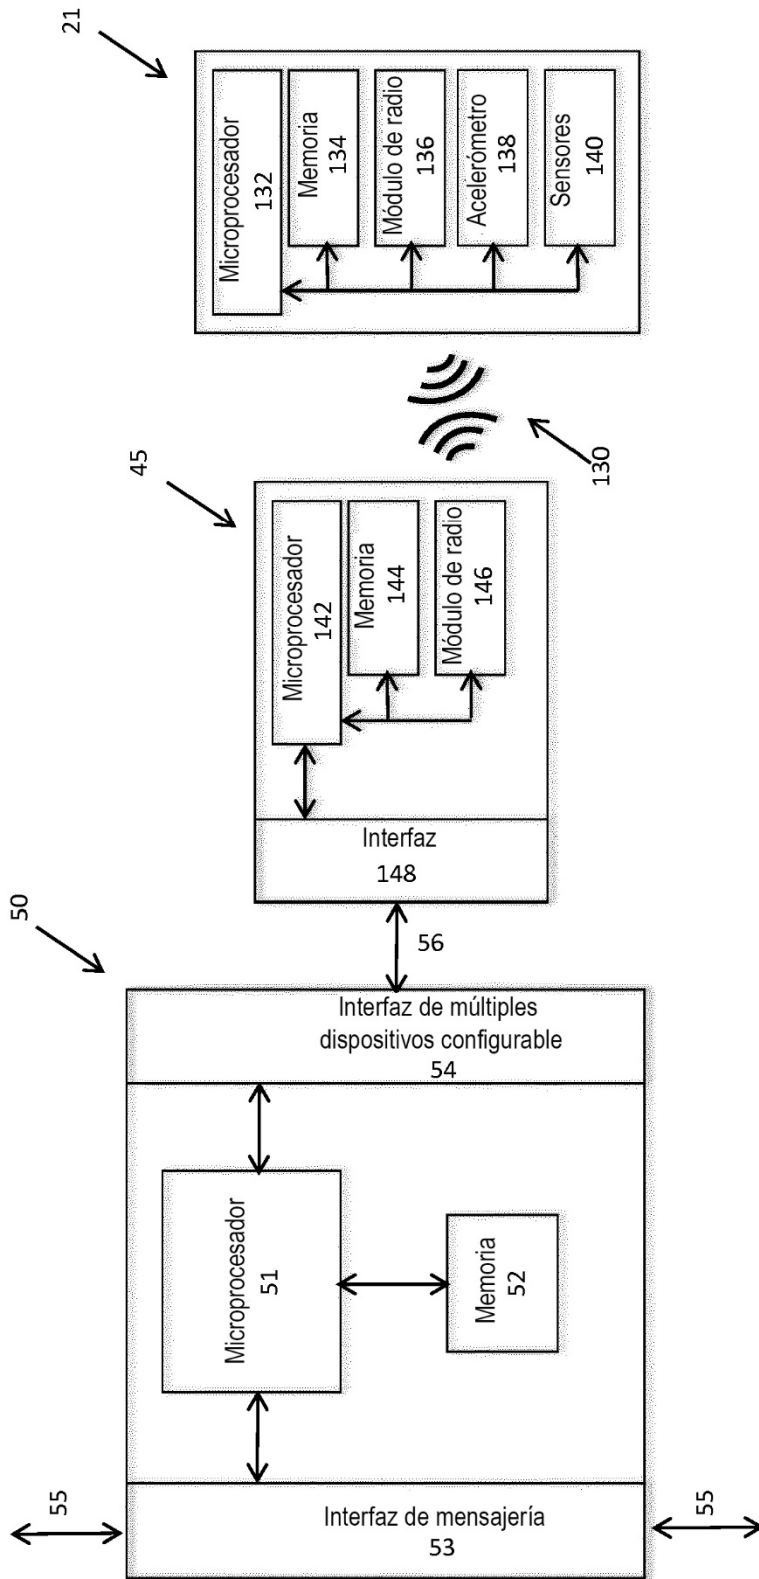 50
55
Interfaz de mensajería
53
55
Microprocesador
51
Memoria
52
Interfaz de múltiples
dispositivos configurable
54
56
45
Interfaz
148
Microprocesador
142
Memoria
144
Módulo de radio
146
130
21
Microprocesador
132
Memoria
134
Módulo de radio
136
Acelerómetro
138
Sensores
140